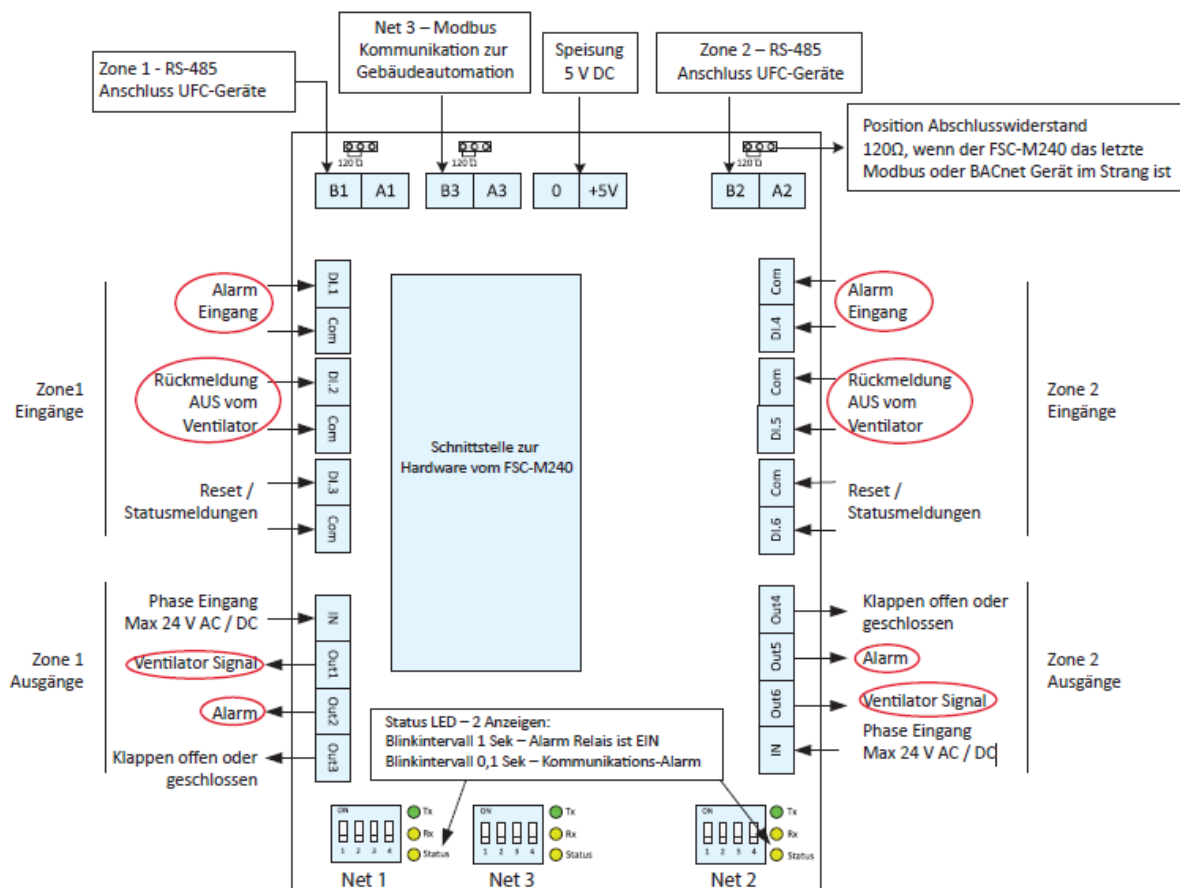 Net 3 – Modbus
Kommunikation zur
Gebäudeautomation
Speisung
5 V DC
Zone 1 - RS-485
Anschluss UFC-Geräte
Zone 2 – RS-485
Anschluss UFC-Geräte
Position Abschlusswiderstand
120Ω, wenn der FSC-M240 das letzte
Modbus oder BACnet Gerät im Strang ist
120 Ω
120 Ω
120 Ω
B1 A1
B3 A3
0 +5V
B2 A2
Zone1
Eingänge
Alarm
Eingang
Rückmeldung
AUS vom
Ventilator
Reset /
Statusmeldungen
DI.1
Com
DI.2
Com
DI.3
Com
Schnittstelle zur
Hardware vom FSC-M240
Com
DI.4
Com
DI.5
Com
DI.6
Alarm
Eingang
Rückmeldung
AUS vom
Ventilator
Reset /
Statusmeldungen
Zone 2
Eingänge
Zone 1
Ausgänge
Phase Eingang
Max 24 V AC / DC
Ventilator Signal
Alarm
Klappen offen oder
geschlossen
IN
Out1
Out2
Out3
Out4
Out5
Out6
IN
Klappen offen oder
geschlossen
Alarm
Ventilator Signal
Phase Eingang
Max 24 V AC / DC
Zone 2
Ausgänge
Status LED – 2 Anzeigen:
Blinkintervall 1 Sek – Alarm Relais ist EIN
Blinkintervall 0,1 Sek – Kommunikations-Alarm
ON
1 2 3 4
Tx
Rx
Status
Net 1
ON
1 2 3 4
Tx
Rx
Status
Net 3
ON
1 2 3 4
Tx
Rx
Status
Net 2